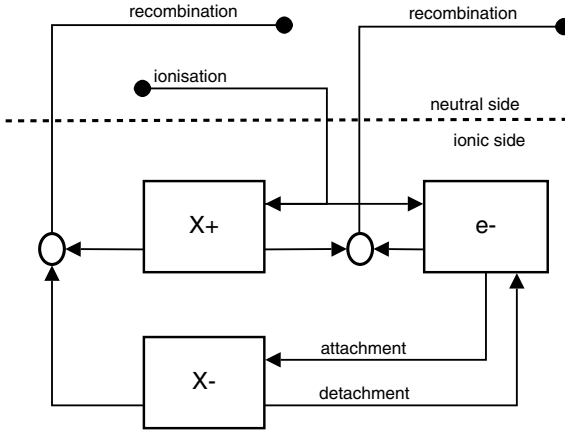 recombination
recombination
ionisation
neutral side
ionic side
X+
e-
attachment
X-
detachment